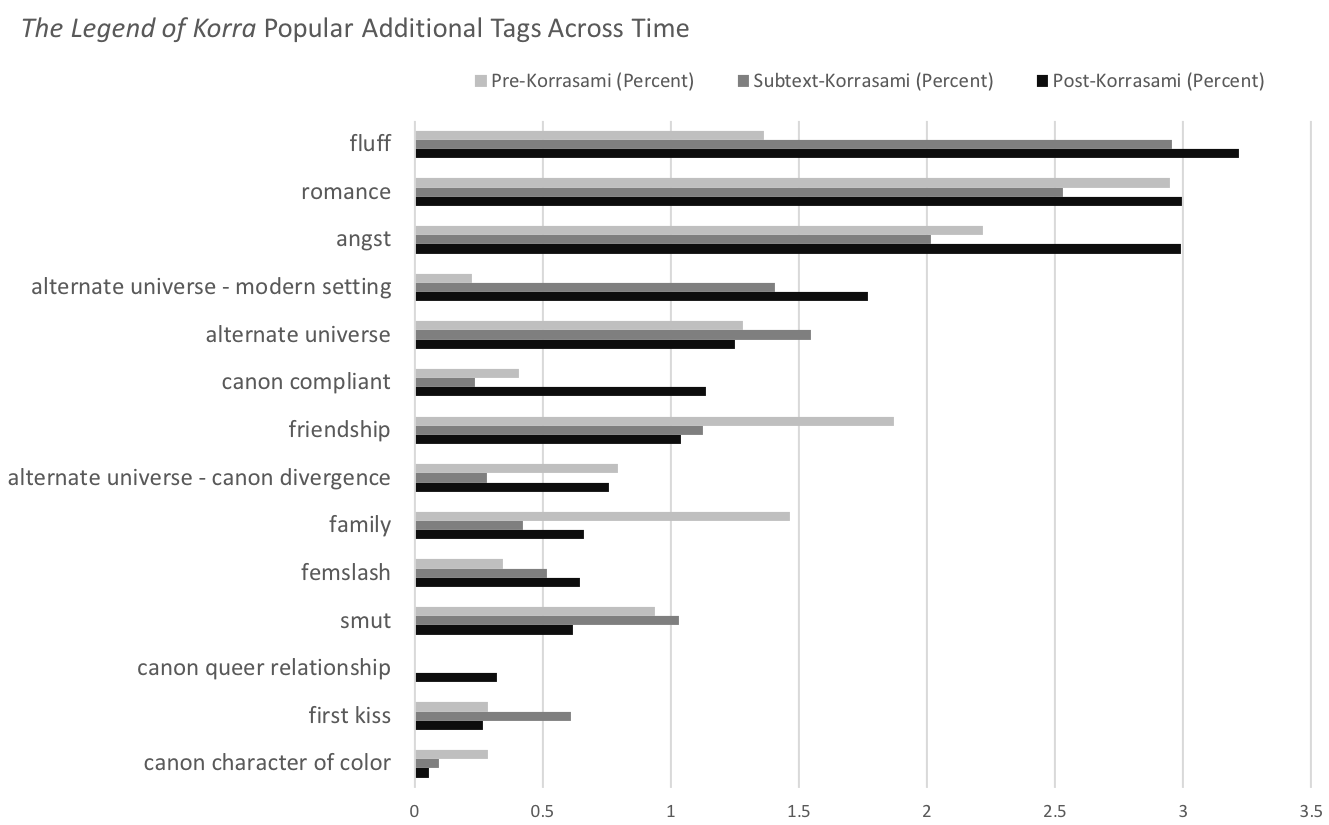 The Legend of Korra Popular Additional Tags Across Time
Pre-Korrasami (Percent) Subtext-Korrasami (Percent) Post-Korrasami (Percent)
fluff
romance
angst
alternate universe - modern setting
alternate universe
canon compliant
friendship
alternate universe - canon divergence
family
femslash
smut
canon queer relationship
first kiss
canon character of color
0 0.5 1 1.5 2 2.5 3 3.5